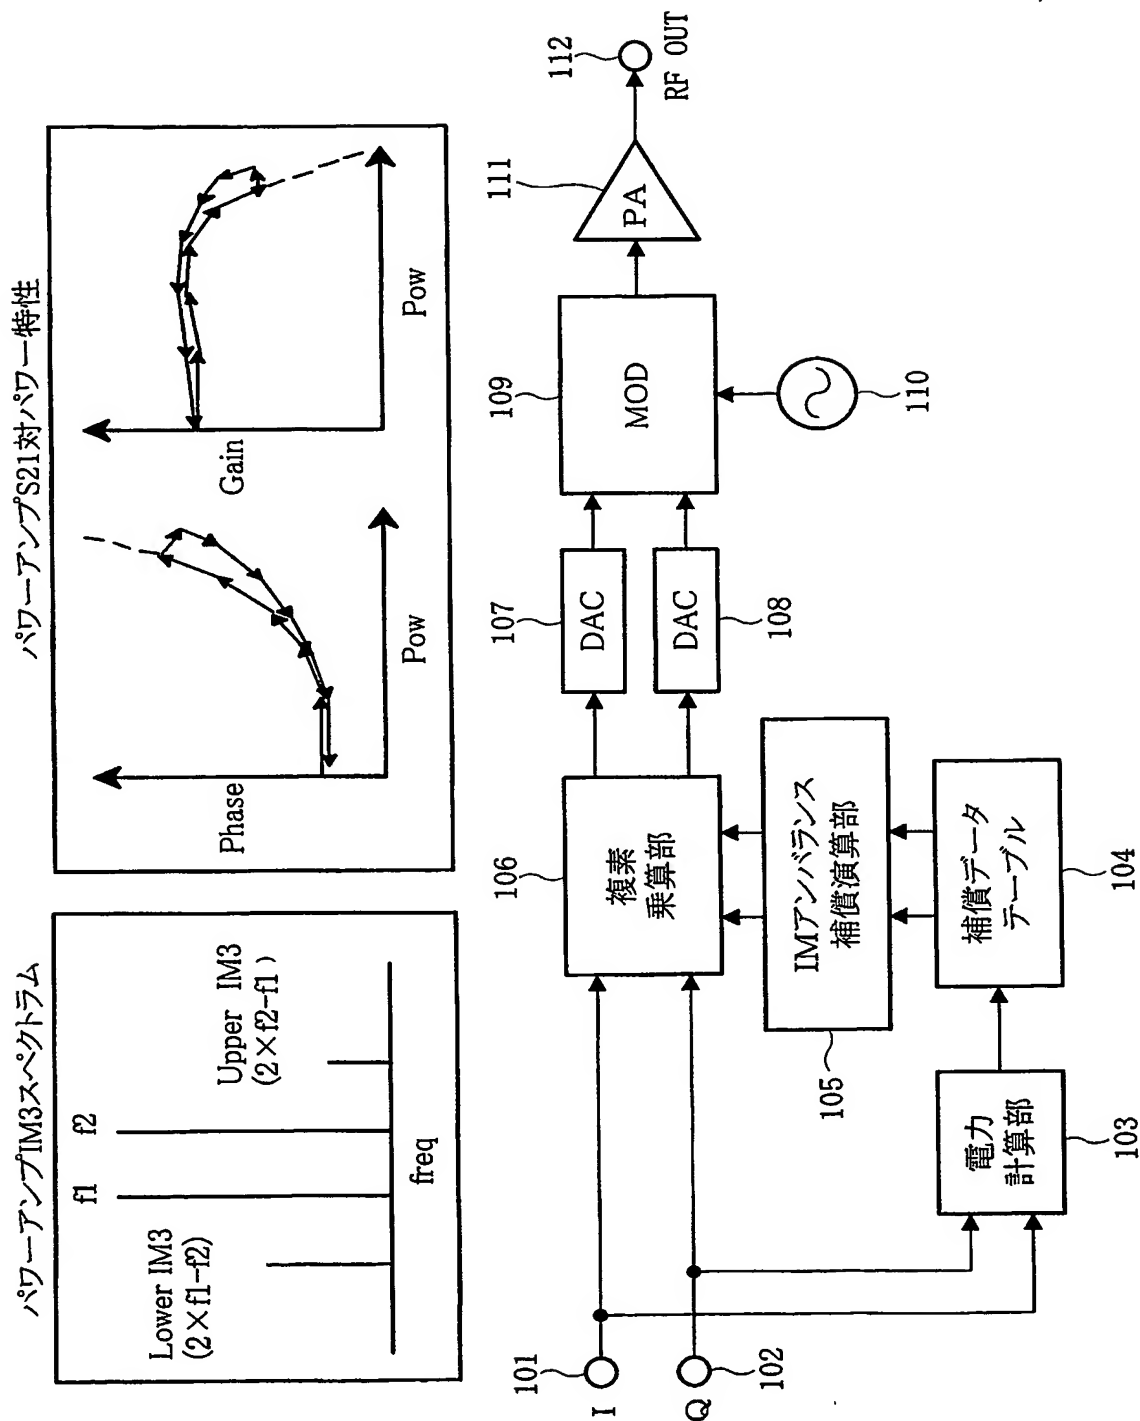 パワーアンプIM3スペクトラム
Lower IM3
(2×f1-f2)
f1
f2
Upper IM3
(2×f2-f1)
freq
パワーアンプS21対パワー特性
Phase
Pow
Gain
Pow
101
I
102
Q
103
電力
計算部
104
補償データ
テーブル
105
IMアンバランス
補償演算部
106
複素
乗算部
107
DAC
108
DAC
109
MOD
110
111
PA
112
RF OUT